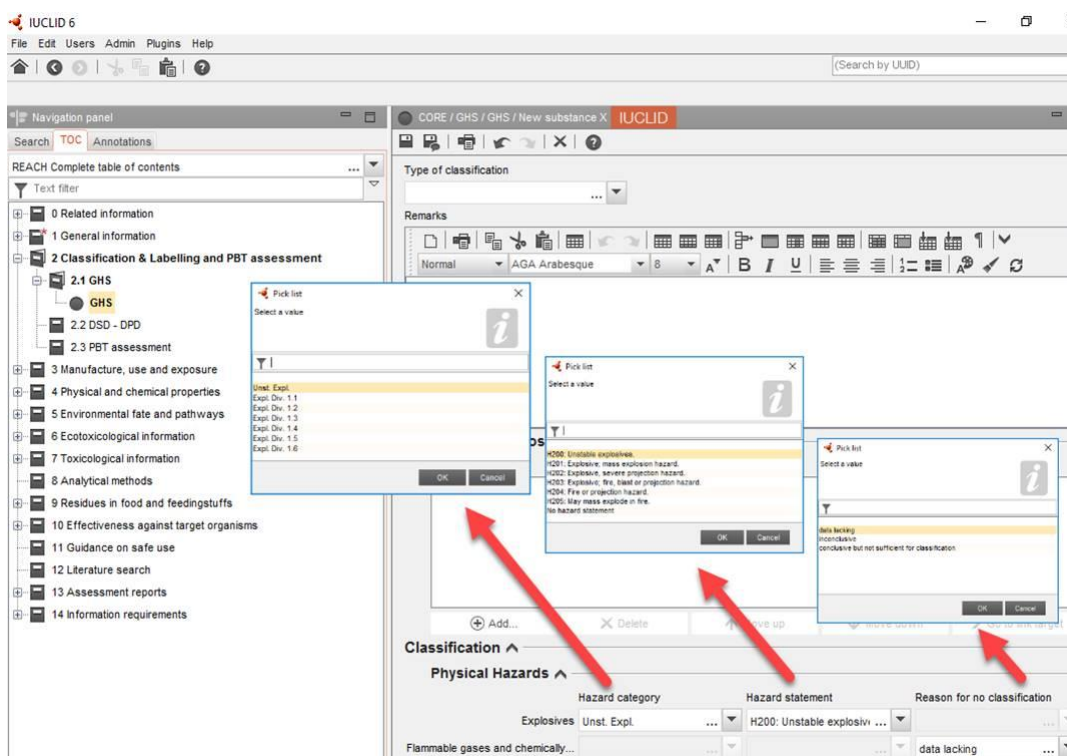 IUCLID 6
File Edit Users Admin Plugins Help
(Search by UUID)
Navigation panel
CORE / GHS / GHS / New substance X IUCLID
Search TOC Annotations
REACH Complete table of contents ...
Text filter
0 Related information
1 General information
2 Classification & Labelling and PBT assessment
2.1 GHS
GHS
2.2 DSD - DPD
2.3 PBT assessment
3 Manufacture, use and exposure
4 Physical and chemical properties
5 Environmental fate and pathways
6 Ecotoxicological information
7 Toxicological information
8 Analytical methods
9 Residues in food and feedingstuffs
10 Effectiveness against target organisms
11 Guidance on safe use
12 Literature search
13 Assessment reports
14 Information requirements
Type of classification
...
Remarks
Normal AGA Arabesque 8 A B I U
Pick list
Select a value
Unst. Expl.
Expl. Div. 1.1
Expl. Div. 1.2
Expl. Div. 1.3
Expl. Div. 1.4
Expl. Div. 1.5
Expl. Div. 1.6
OK Cancel
Pick list
Select a value
H200: Unstable explosives.
H201: Explosive; mass explosion hazard.
H202: Explosive, severe projection hazard.
H203: Explosive; fire, blast or projection hazard.
H204: Fire or projection hazard.
H205: May mass explode in fire.
No hazard statement
OK Cancel
Pick list
Select a value
data lacking
inconclusive
conclusive but not sufficient for classification
OK Cancel
Add... Delete Move up Move down Go to link target
Classification
Physical Hazards
Hazard category Hazard statement Reason for no classification
Explosives Unst. Expl. ... H200: Unstable explosiv ...
Flammable gases and chemically... ... ... data lacking ...